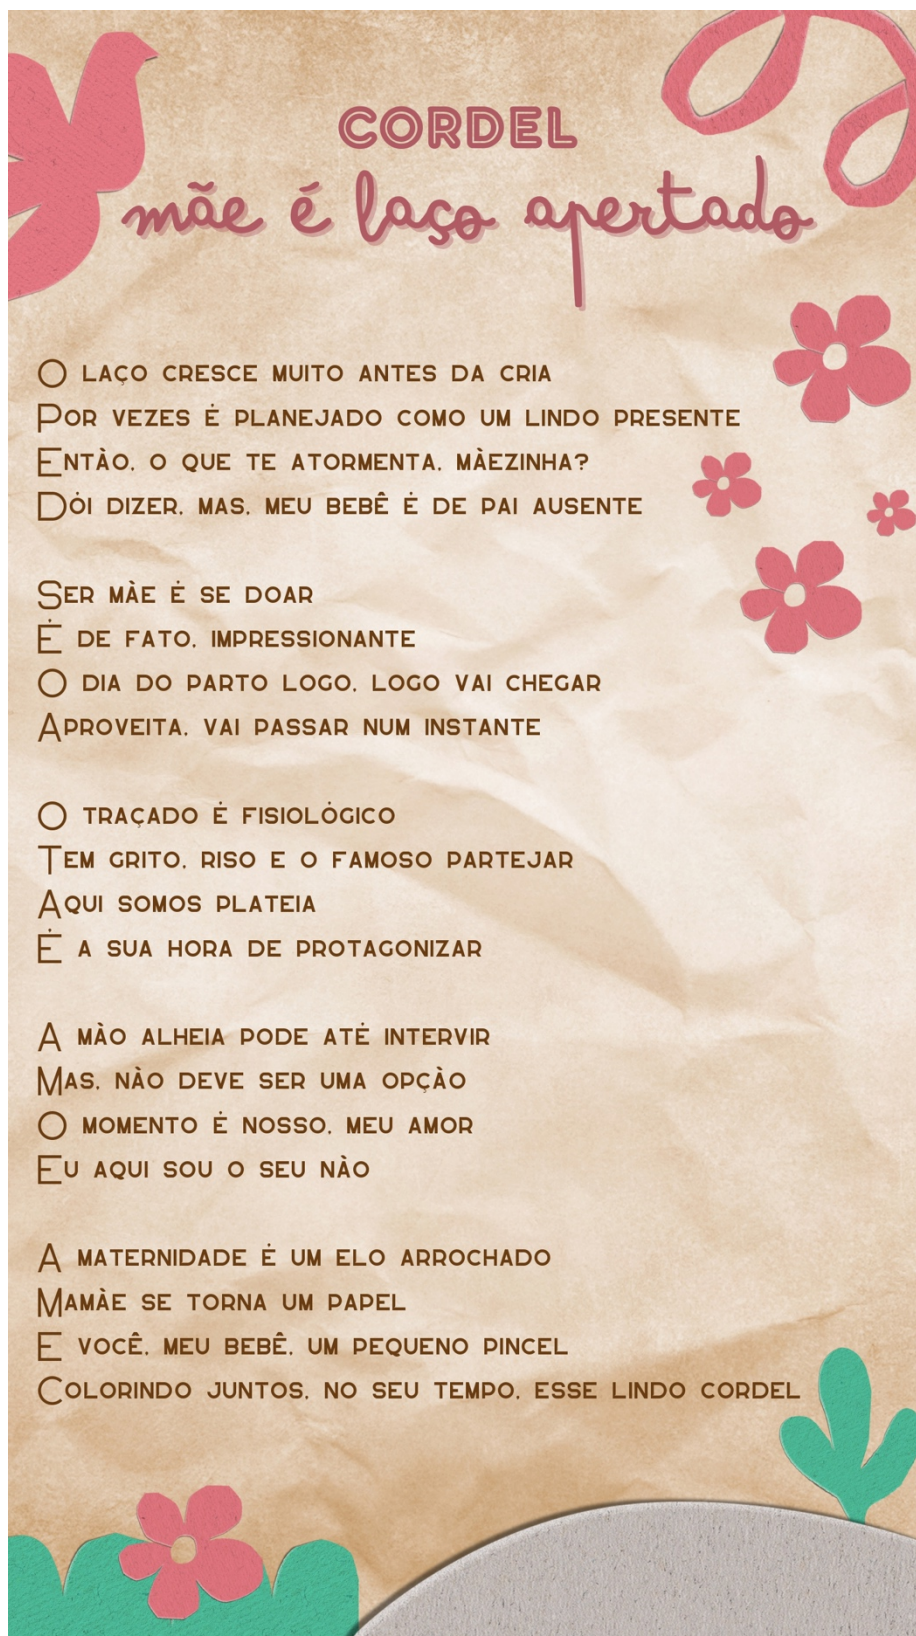 CORDEL
mãe é laço apertado
O LAÇO CRESCE MUITO ANTES DA CRIA
POR VEZES É PLANEJADO COMO UM LINDO PRESENTE
ENTÃO, O QUE TE ATORMENTA, MÃEZINHA?
DÓI DIZER, MAS, MEU BEBÊ É DE PAI AUSENTE
SER MÃE É SE DOAR
É DE FATO, IMPRESSIONANTE
O DIA DO PARTO LOGO, LOGO VAI CHEGAR
APROVEITA, VAI PASSAR NUM INSTANTE
O TRAÇADO É FISIOLÓGICO
TEM GRITO, RISO E O FAMOSO PARTEJAR
AQUI SOMOS PLATEIA
É A SUA HORA DE PROTAGONIZAR
A MÃO ALHEIA PODE ATÉ INTERVIR
MAS, NÃO DEVE SER UMA OPÇÃO
O MOMENTO É NOSSO, MEU AMOR
EU AQUI SOU O SEU NÃO
A MATERNIDADE É UM ELO ARROCHADO
MAMÃE SE TORNA UM PAPEL
E VOCÊ, MEU BEBÊ, UM PEQUENO PINCEL
COLORINDO JUNTOS, NO SEU TEMPO, ESSE LINDO CORDEL